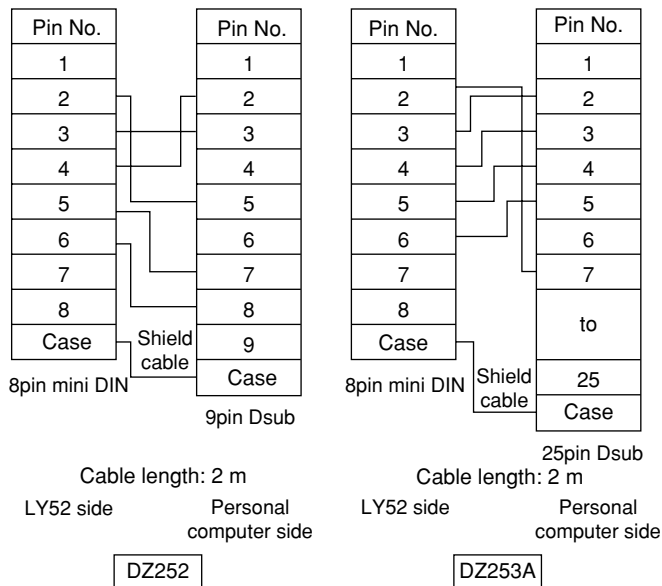 Pin No.
1
2
3
4
5
6
7
8
Case
8pin mini DIN
Shield
cable
Pin No.
1
2
3
4
5
6
7
8
9
Case
9pin Dsub
Cable length: 2 m
LY52 side
Personal
computer side
DZ252
Pin No.
1
2
3
4
5
6
7
8
Case
8pin mini DIN
Shield
cable
Pin No.
1
2
3
4
5
6
7
to
25
Case
25pin Dsub
Cable length: 2 m
LY52 side
Personal
computer side
DZ253A